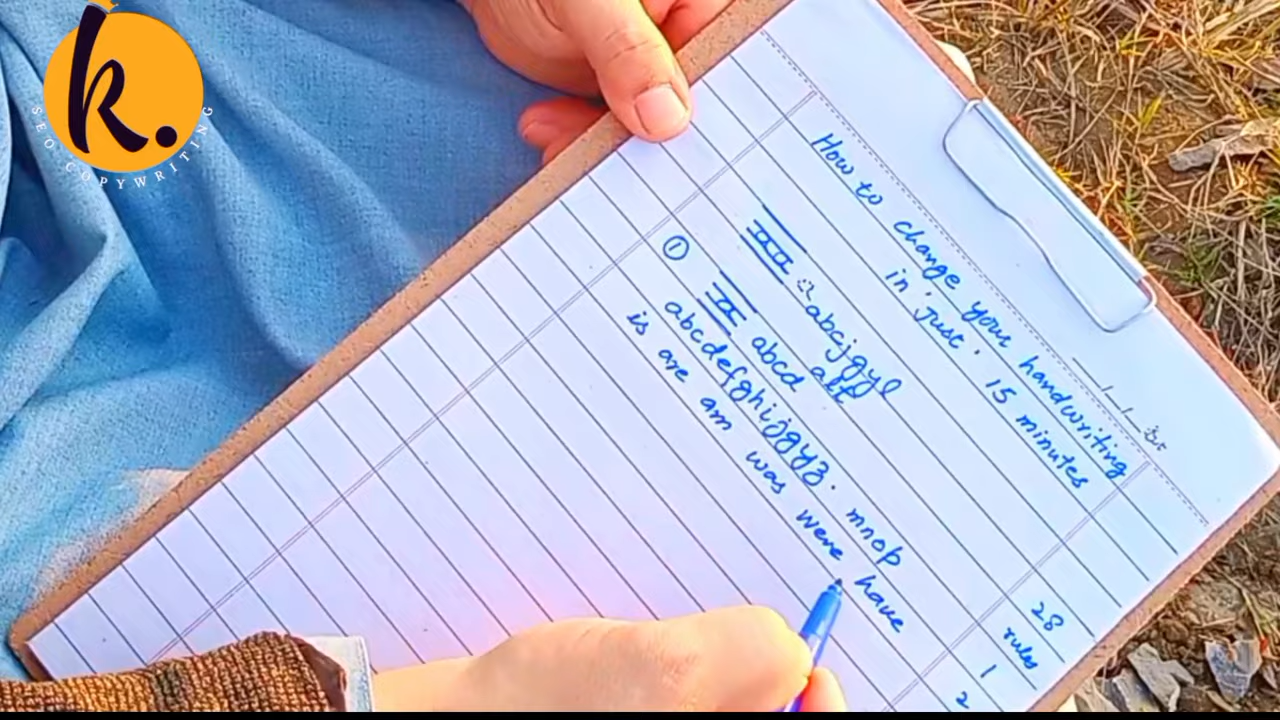 k.
SEO COPYWRITING
How to change your handwriting
in 'Just' 15 minutes
abcjgyl
① abcd
alt
abcdefghijgyz. mnop
is are am was were have
28
rules
1
2